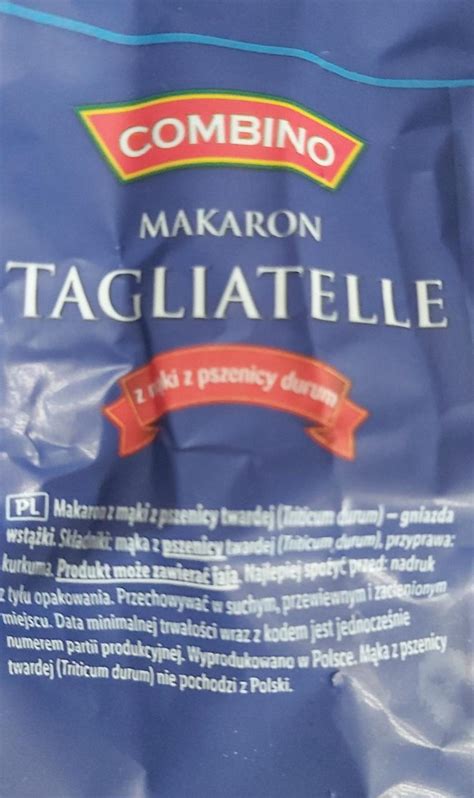 COMBINO
MAKARON
TAGLIATELLE
z mąki z pszenicy durum
PL Makaron z mąki z pszenicy twardej (Triticum durum) – gniazda
wstążki. Składniki: mąka z pszenicy twardej (Triticum durum), przyprawa:
kurkuma. Produkt może zawierać jaja. Najlepiej spożyć przed: nadruk
z tyłu opakowania. Przechowywać w suchym, przewiewnym i zacienionym
miejscu. Data minimalnej trwałości wraz z kodem jest jednocześnie
numerem partii produkcyjnej. Wyprodukowano w Polsce. Mąka z pszenicy
twardej (Triticum durum) nie pochodzi z Polski.